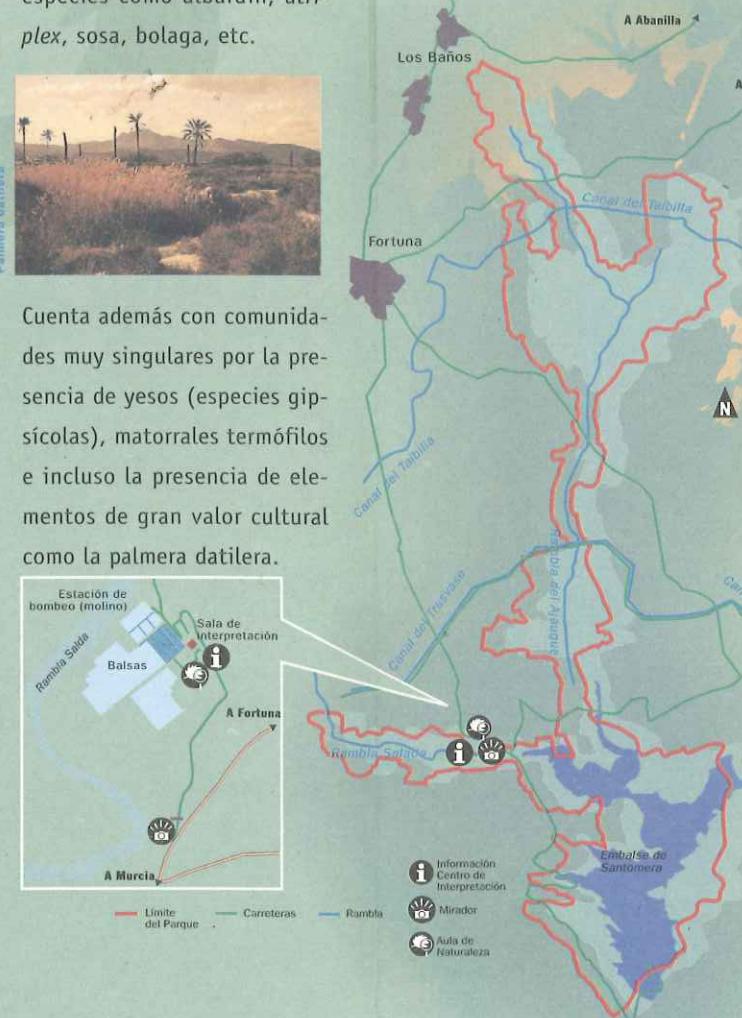 especies como albardín, atri-
plex, sosa, bolaga, etc.
Palmera datilera
Cuenta además con comunida-
des muy singulares por la pre-
sencia de yesos (especies gip-
sícolas), matorrales termófilos
e incluso la presencia de ele-
mentos de gran valor cultural
como la palmera datilera.
Estación de
bombeo (molino)
Sala de
interpretación
Rambla Salda
Balsas
A Fortuna
A Murcia
Límite
del Parque
Carreteras
Rambla
A Abanilla
Los Baños
Canal del Taibilla
Fortuna
N
Canal del Taibilla
Rambla del Ajauque
Canal del Trasvase
Rambla Salada
Embalse de
Santomera
Información
Centro de
Interpretación
Mirador
Aula de
Naturaleza